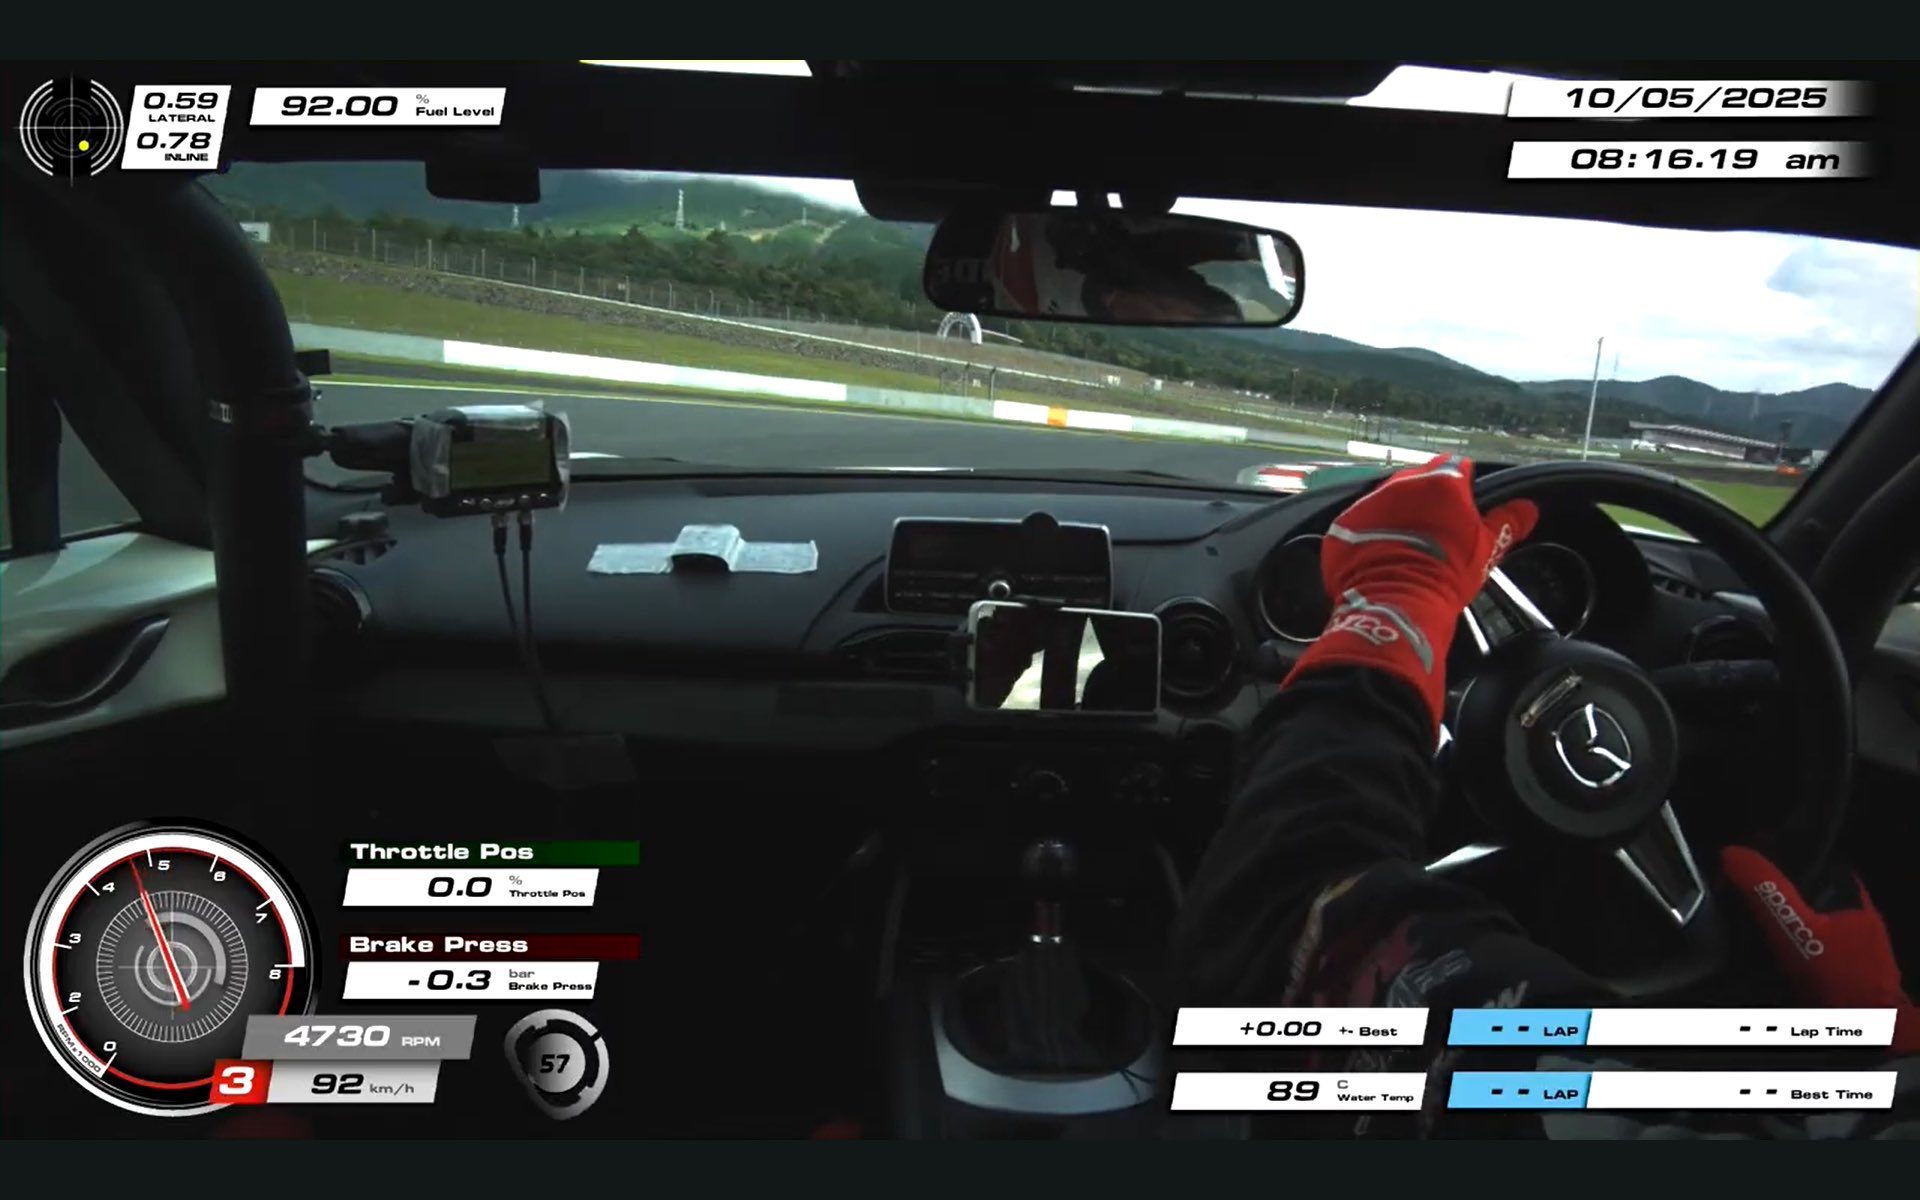 0.59
LATERAL
0.78
INLINE
92.00 % Fuel Level
10/05/2025
08:16.19 am
sparco
Throttle Pos
0.0 % Throttle Pos
Brake Press
-0.3 bar Brake Press
0
2
3
4
5
6
7
8
RPMx1000
4730 RPM
3
92 km/h
57
+0.00 +- Best
-- LAP -- Lap Time
89 C Water Temp
-- LAP -- Best Time